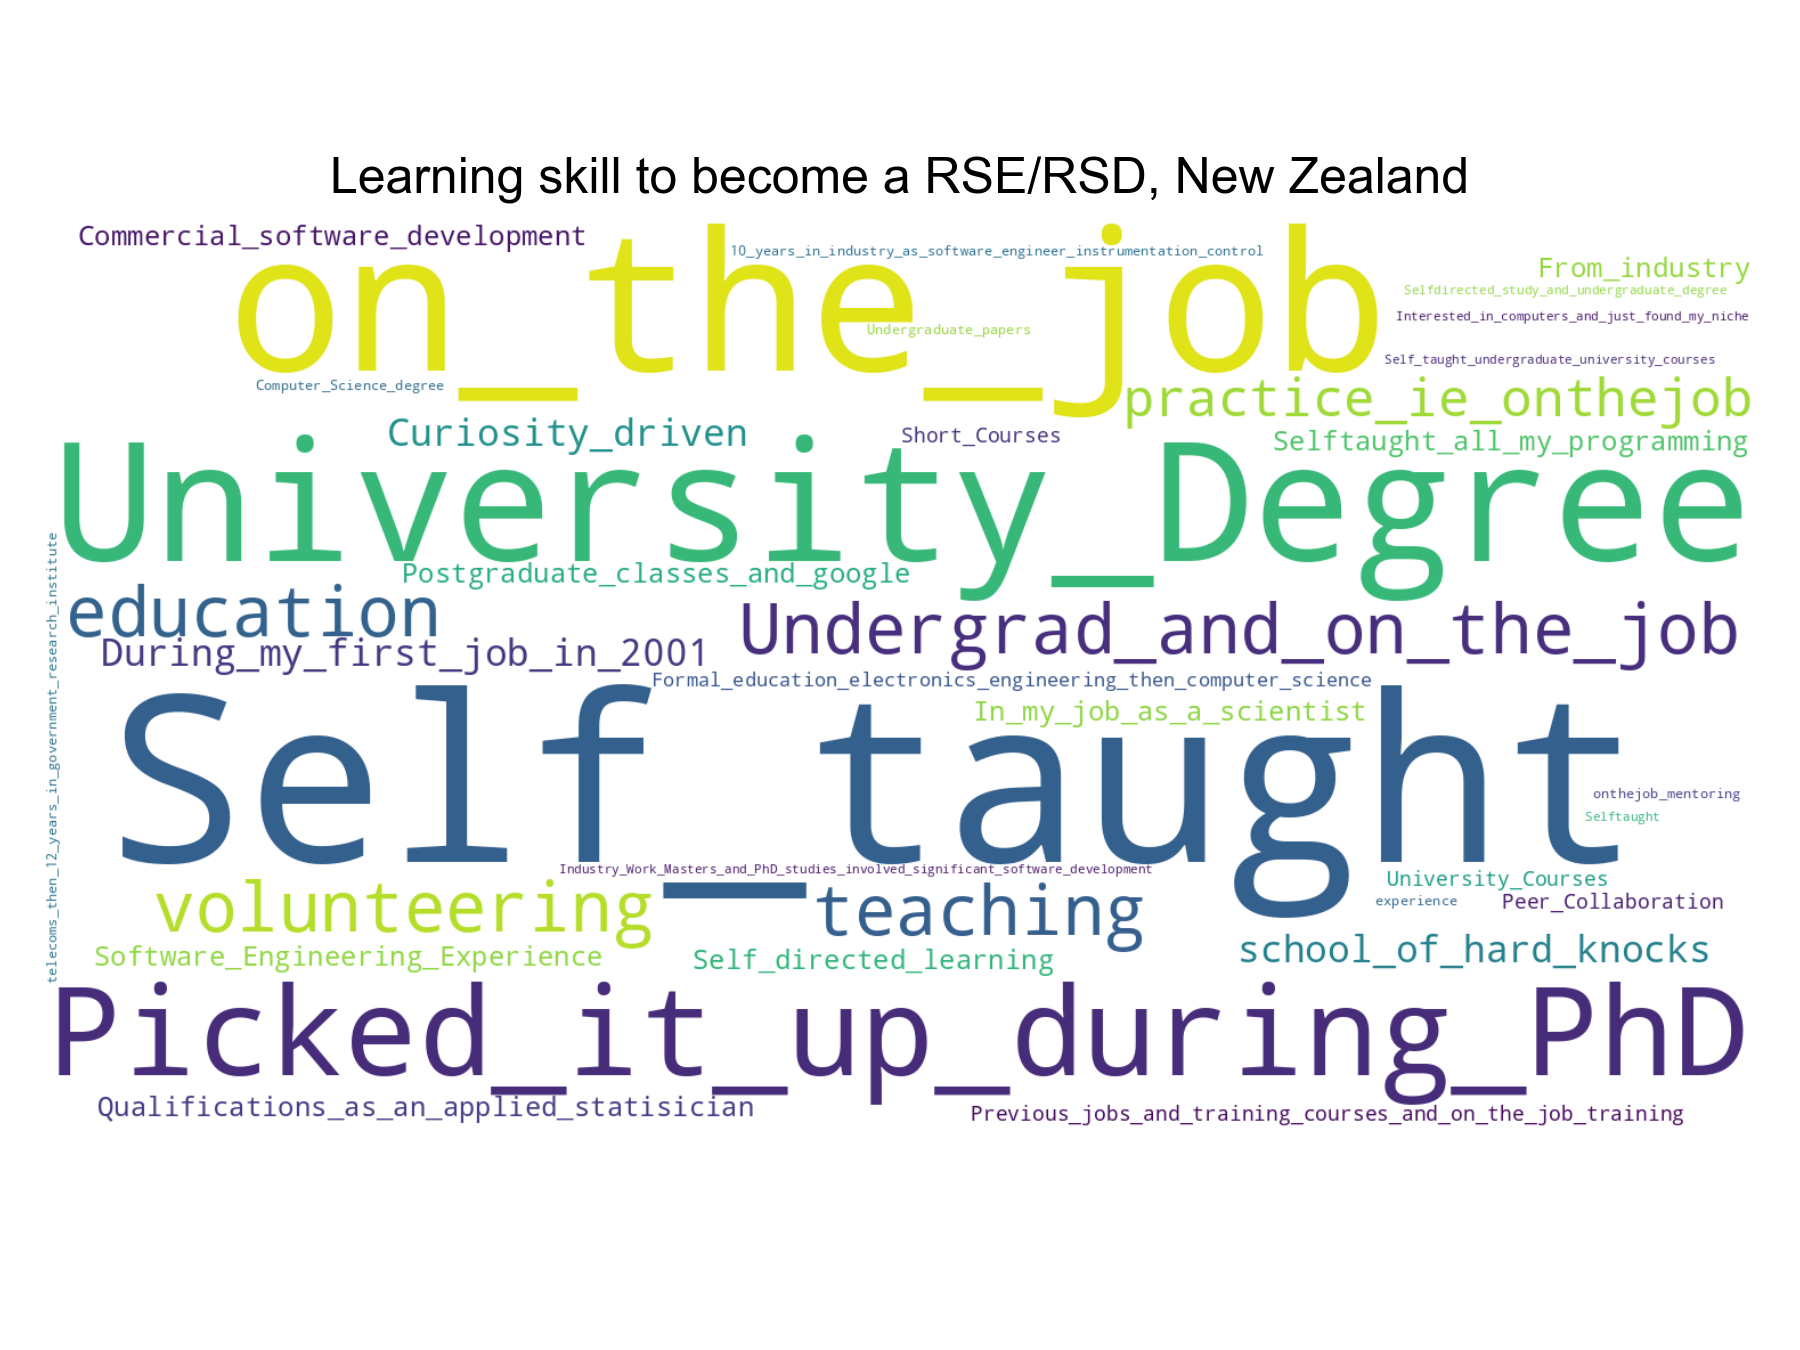 Learning skill to become a RSE/RSD, New Zealand
Commercial_software_development
on_the_job
10_years_in_industry_as_software_engineer_instrumentation_control
From_industry
Selfdirected_study_and_undergraduate_degree
Interested_in_computers_and_just_found_my_niche
Undergraduate_papers
Self_taught_undergraduate_university_courses
Computer_Science_degree
practice_ie_onthejob
Curiosity_driven
Short_Courses
Selftaught_all_my_programming
University_Degree
Postgraduate_classes_and_google
education
Undergrad_and_on_the_job
During_my_first_job_in_2001
Formal_education_electronics_engineering_then_computer_science
In_my_job_as_a_scientist
Self_taught
telecoms_then_12_years_in_government_research_institute
onthejob_mentoring
Selftaught
Industry_Work_Masters_and_PhD_studies_involved_significant_software_development
University_Courses
experience
Peer_Collaboration
volunteering
teaching
school_of_hard_knocks
Software_Engineering_Experience
Self_directed_learning
Picked_it_up_during_PhD
Qualifications_as_an_applied_statisician
Previous_jobs_and_training_courses_and_on_the_job_training